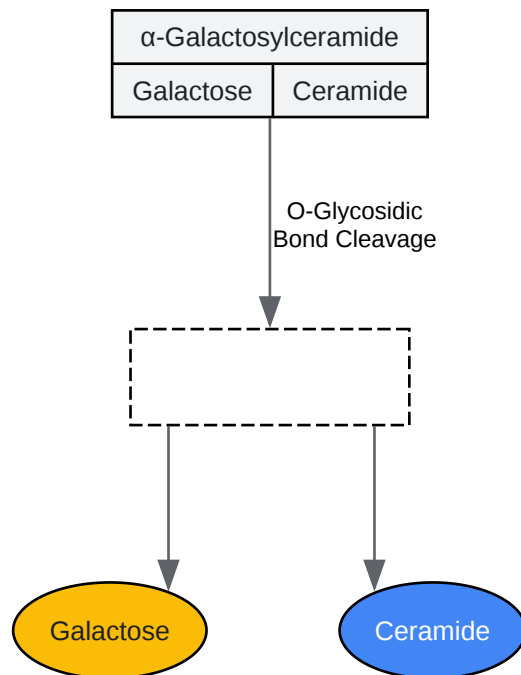 α-Galactosylceramide
Galactose Ceramide
O-Glycosidic
Bond Cleavage
Galactose Ceramide